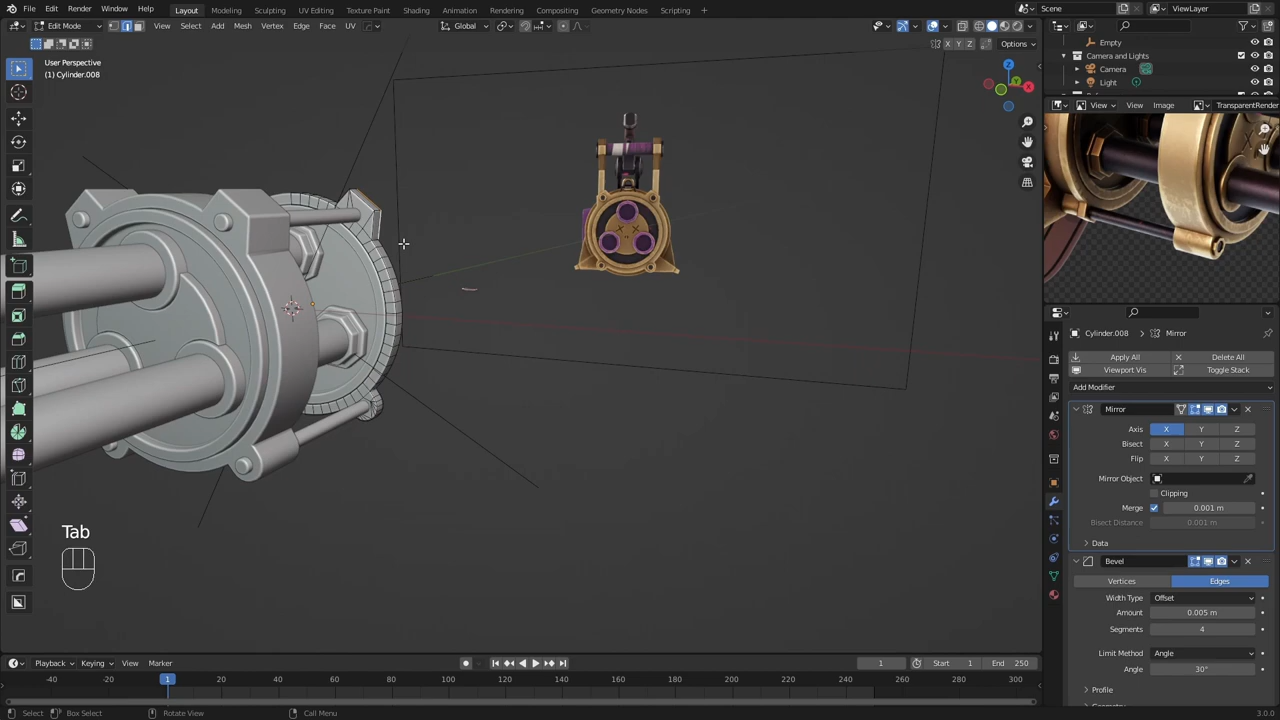 File Edit Render Window Help Layout Modeling Sculpting UV Editing Texture Paint Shading Animation Rendering Compositing Geometry Nodes Scripting + Scene ViewLayer
Edit Mode View Select Add Mesh Vertex Edge Face UV Global
X Y Z Options
User Perspective
(1) Cylinder.008
Z
Y
X
Tab
Empty
Camera and Lights
Camera
Light
View View Image TransparentRender
Cylinder.008 > Mirror
Apply All Delete All
Viewport Vis Toggle Stack
Add Modifier
Mirror
Axis X Y Z
Bisect X Y Z
Flip X Y Z
Mirror Object
Clipping
Merge 0.001 m
Bisect Distance 0.001 m
Data
Bevel
Vertices Edges
Width Type Offset
Amount 0.005 m
Segments 4
Limit Method Angle
Angle 30°
Profile
Playback Keying View Marker 1 Start 1 End 250
-40 -20 0 1 20 40 60 80 100 120 140 160 180 200 220 240 260 280 300
Select Box Select Rotate View Call Menu 3.0.0